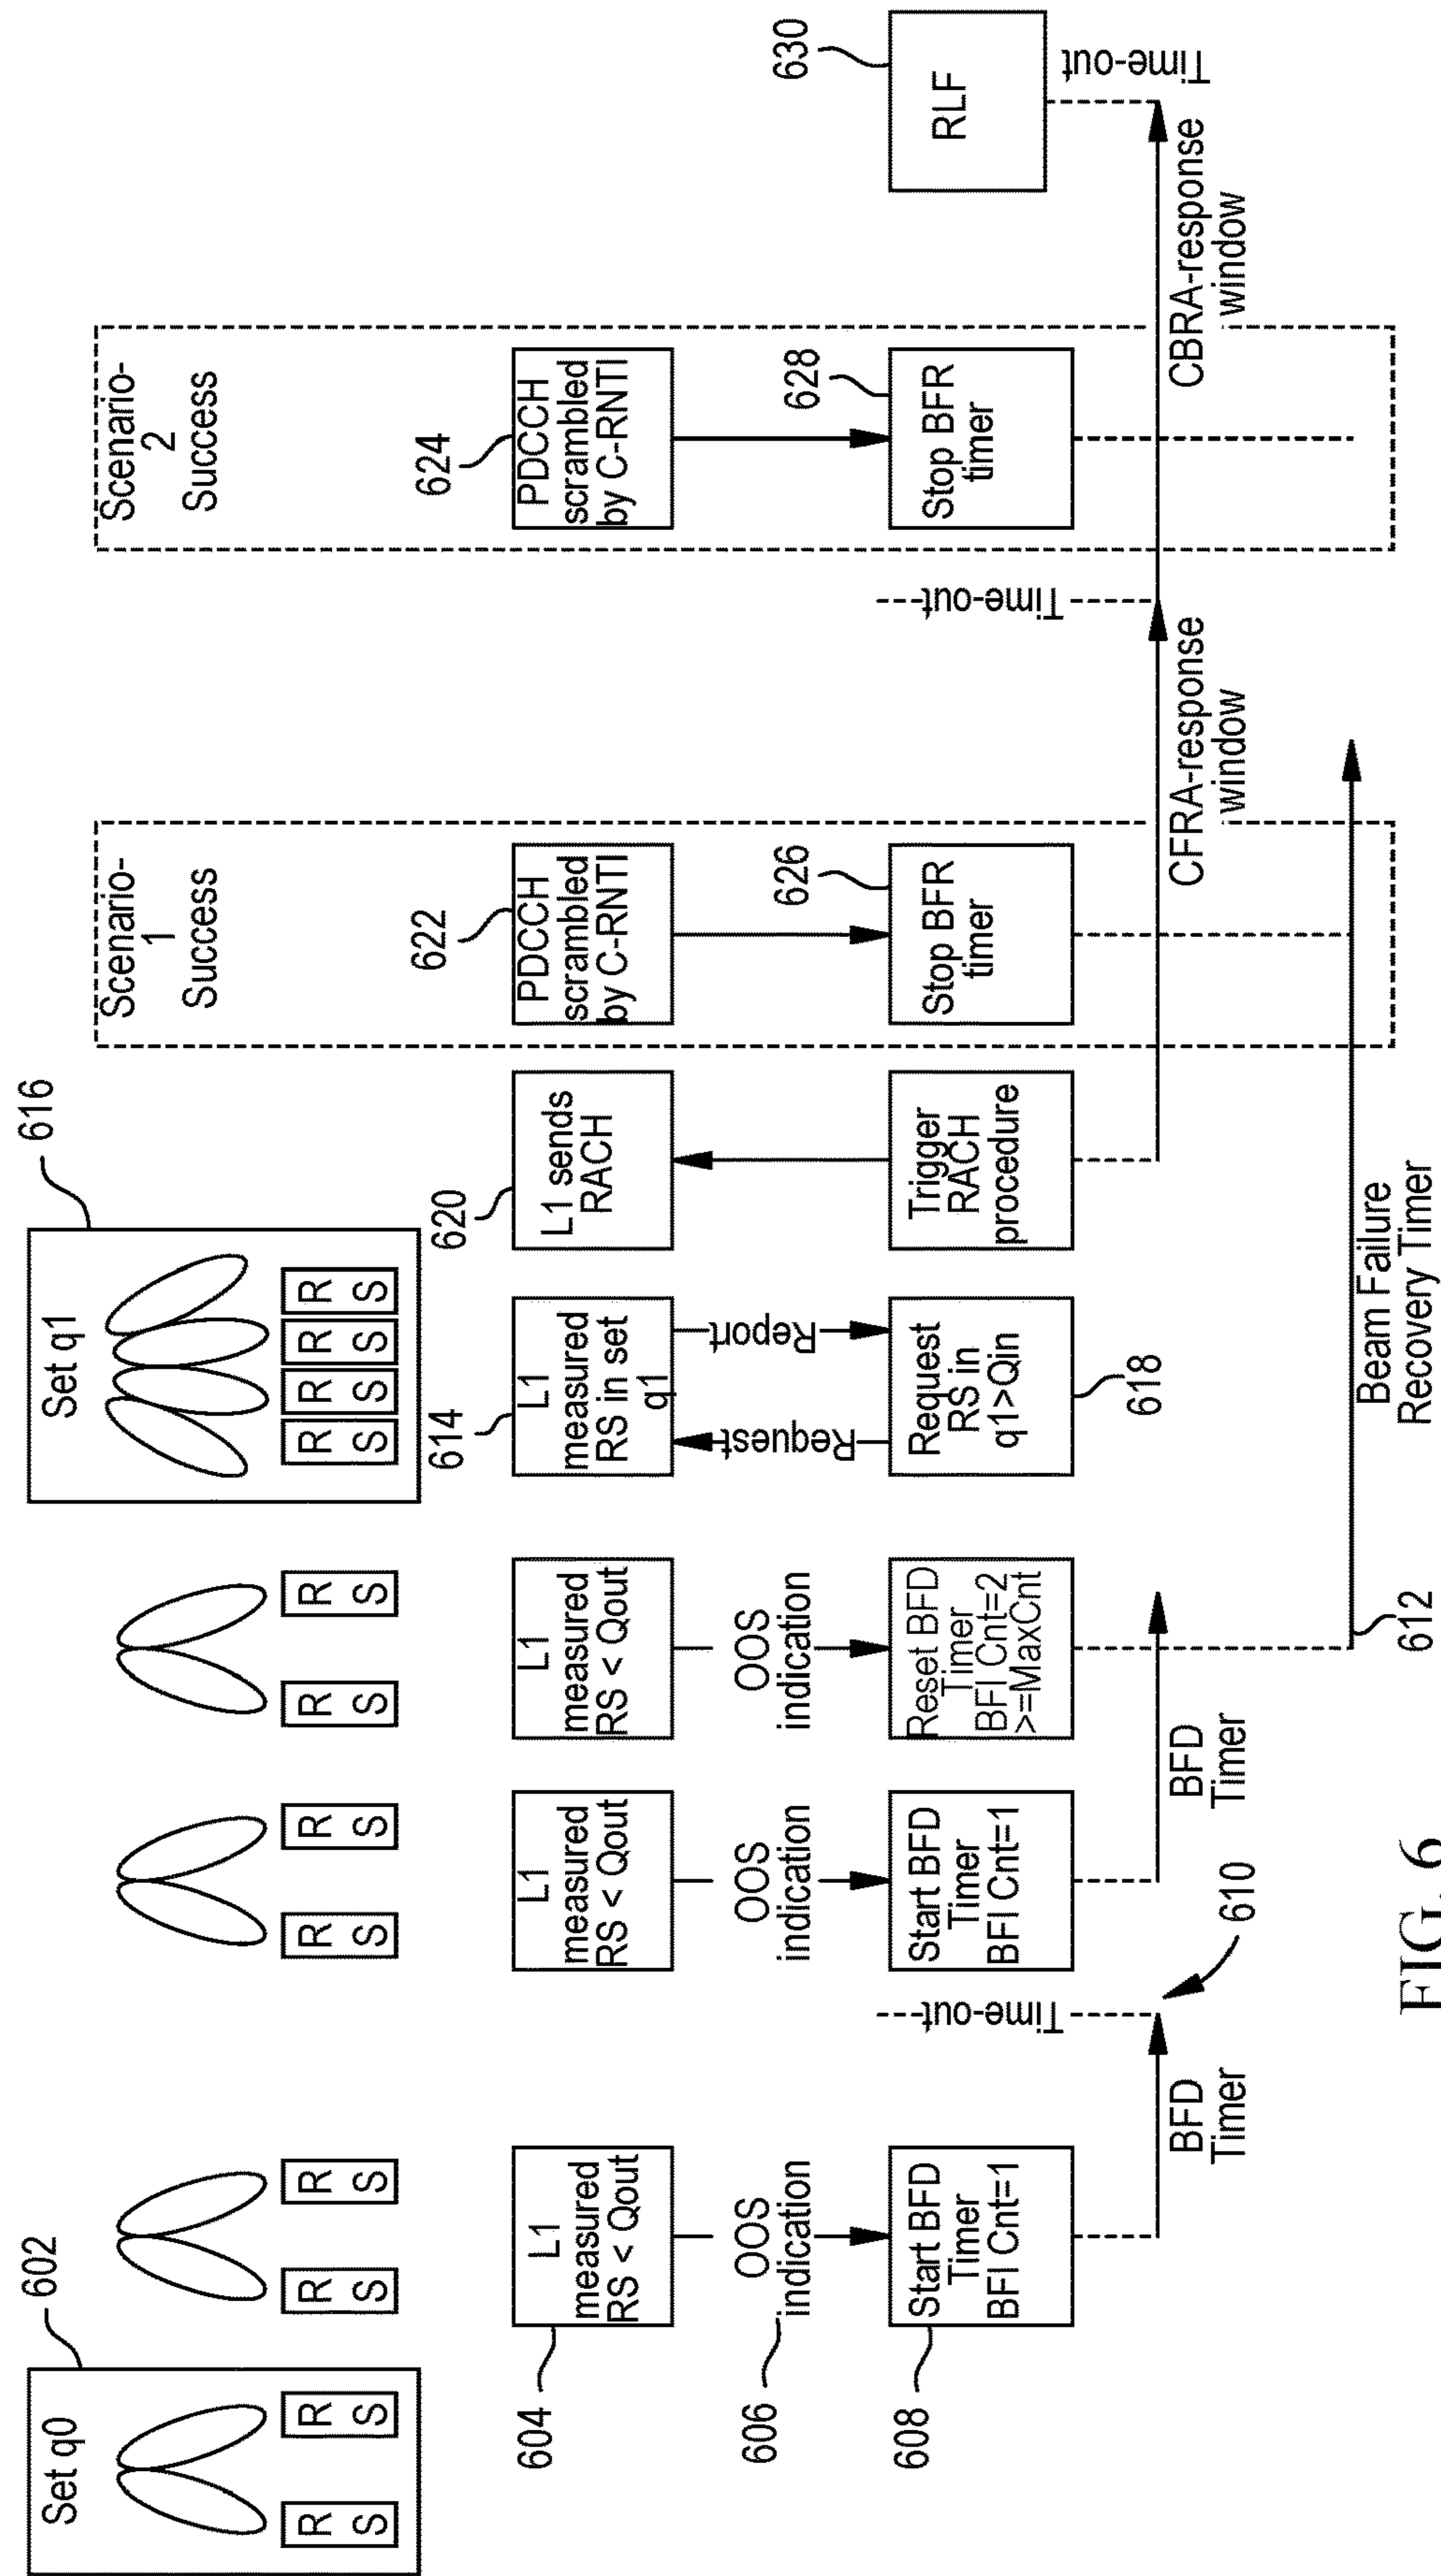 Set q0
602
R S
R S
R S
R S
R S
R S
R S
R S
Set q1
616
R S
R S
R S
R S
604
L1
measured
RS < Qout
L1
measured
RS < Qout
L1
measured
RS < Qout
614
L1
measured
RS in set
q1
620
L1 sends
RACH
Scenario-
1
Success
622
PDCCH
scrambled
by C-RNTI
Scenario-
2
Success
624
PDCCH
scrambled
by C-RNTI
606
OOS
indication
OOS
indication
OOS
indication
Request
Report
608
Start BFD
Timer
BFI Cnt=1
Time-out
Start BFD
Timer
BFI Cnt=1
Reset BFD
Timer
BFI Cnt=2
>=MaxCnt
Request
RS in
q1>Qin
618
Trigger
RACH
procedure
626
Stop BFR
timer
Time-out
628
Stop BFR
timer
630
RLF
Time-out
BFD
Timer
610
BFD
Timer
CFRA-response
window
CBRA-response
window
612
Beam Failure
Recovery Timer
FIG. 6